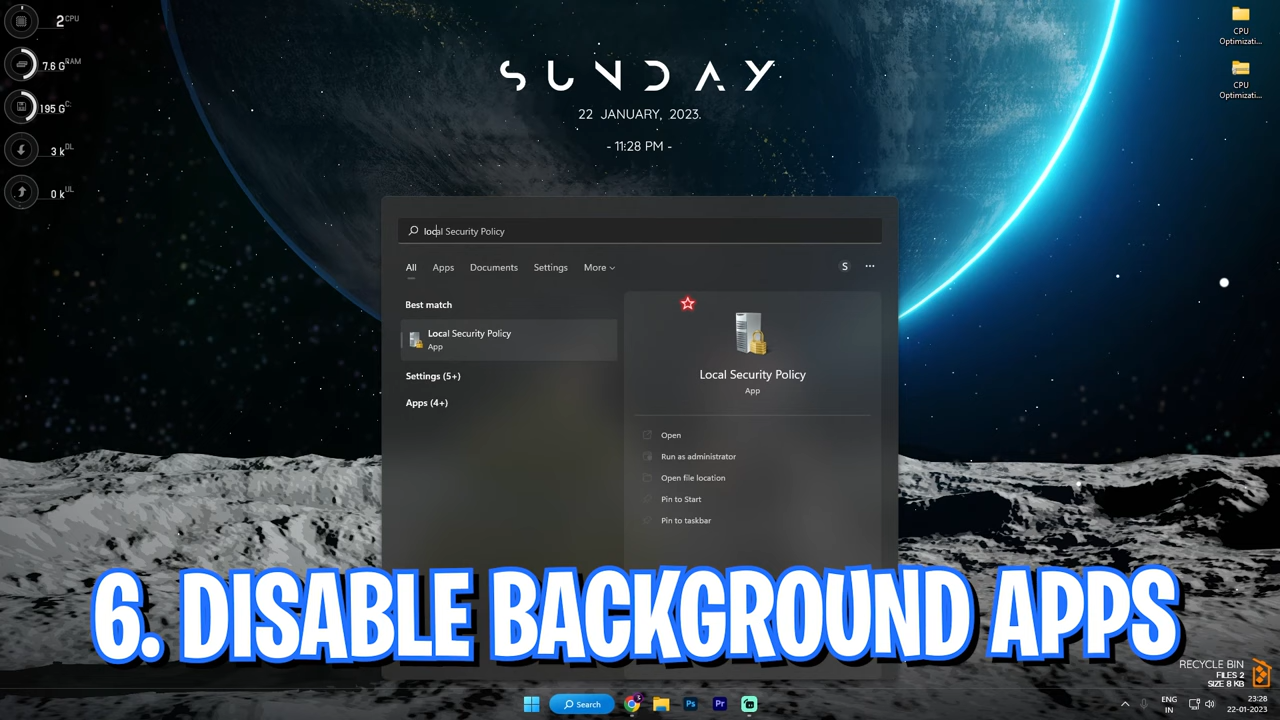 2 CPU
7.6 G RAM
195 G C:
3 k DL
0 k UL
SUNDAY
22 JANUARY, 2023.
- 11:28 PM -
CPU
Optimizati...
CPU
Optimizati...
local Security Policy
All Apps Documents Settings More
S
Best match
Local Security Policy
App
Settings (5+)
Apps (4+)
Local Security Policy
App
Open
Run as administrator
Open file location
Pin to Start
Pin to taskbar
6. DISABLE BACKGROUND APPS
RECYCLE BIN
FILES 2
SIZE 8 KB
Search
Ps
Pr
ENG
IN
23:28
22-01-2023